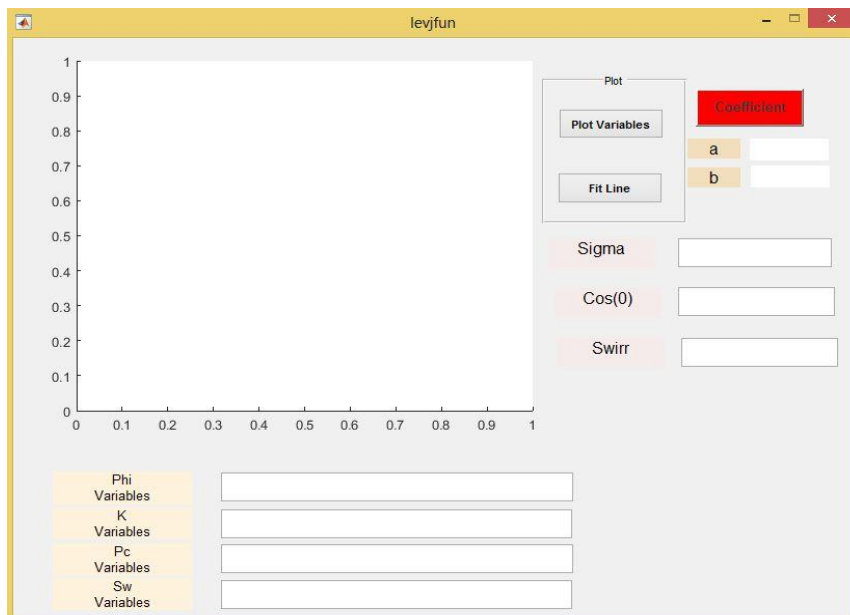 levjfun
1
0.9
0.8
0.7
0.6
0.5
0.4
0.3
0.2
0.1
0
0 0.1 0.2 0.3 0.4 0.5 0.6 0.7 0.8 0.9 1
Plot
Plot Variables
Fit Line
Coefficient
a
b
Sigma
Cos(0)
Swirr
Phi
Variables
K
Variables
Pc
Variables
Sw
Variables